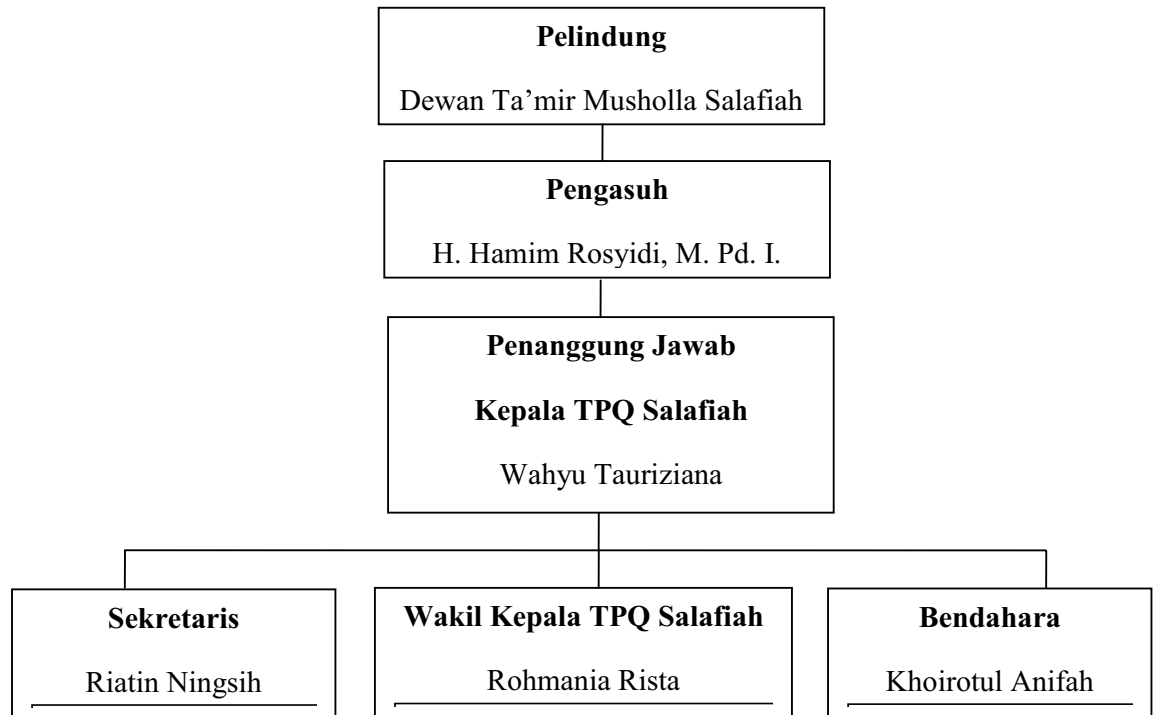 Pelindung
Dewan Ta’mir Musholla Salafiah
Pengasuh
H. Hamim Rosyidi, M. Pd. I.
Penanggung Jawab
Kepala TPQ Salafiah
Wahyu Tauriziana
Sekretaris
Riatin Ningsih
Wakil Kepala TPQ Salafiah
Rohmania Rista
Bendahara
Khoirotul Anifah